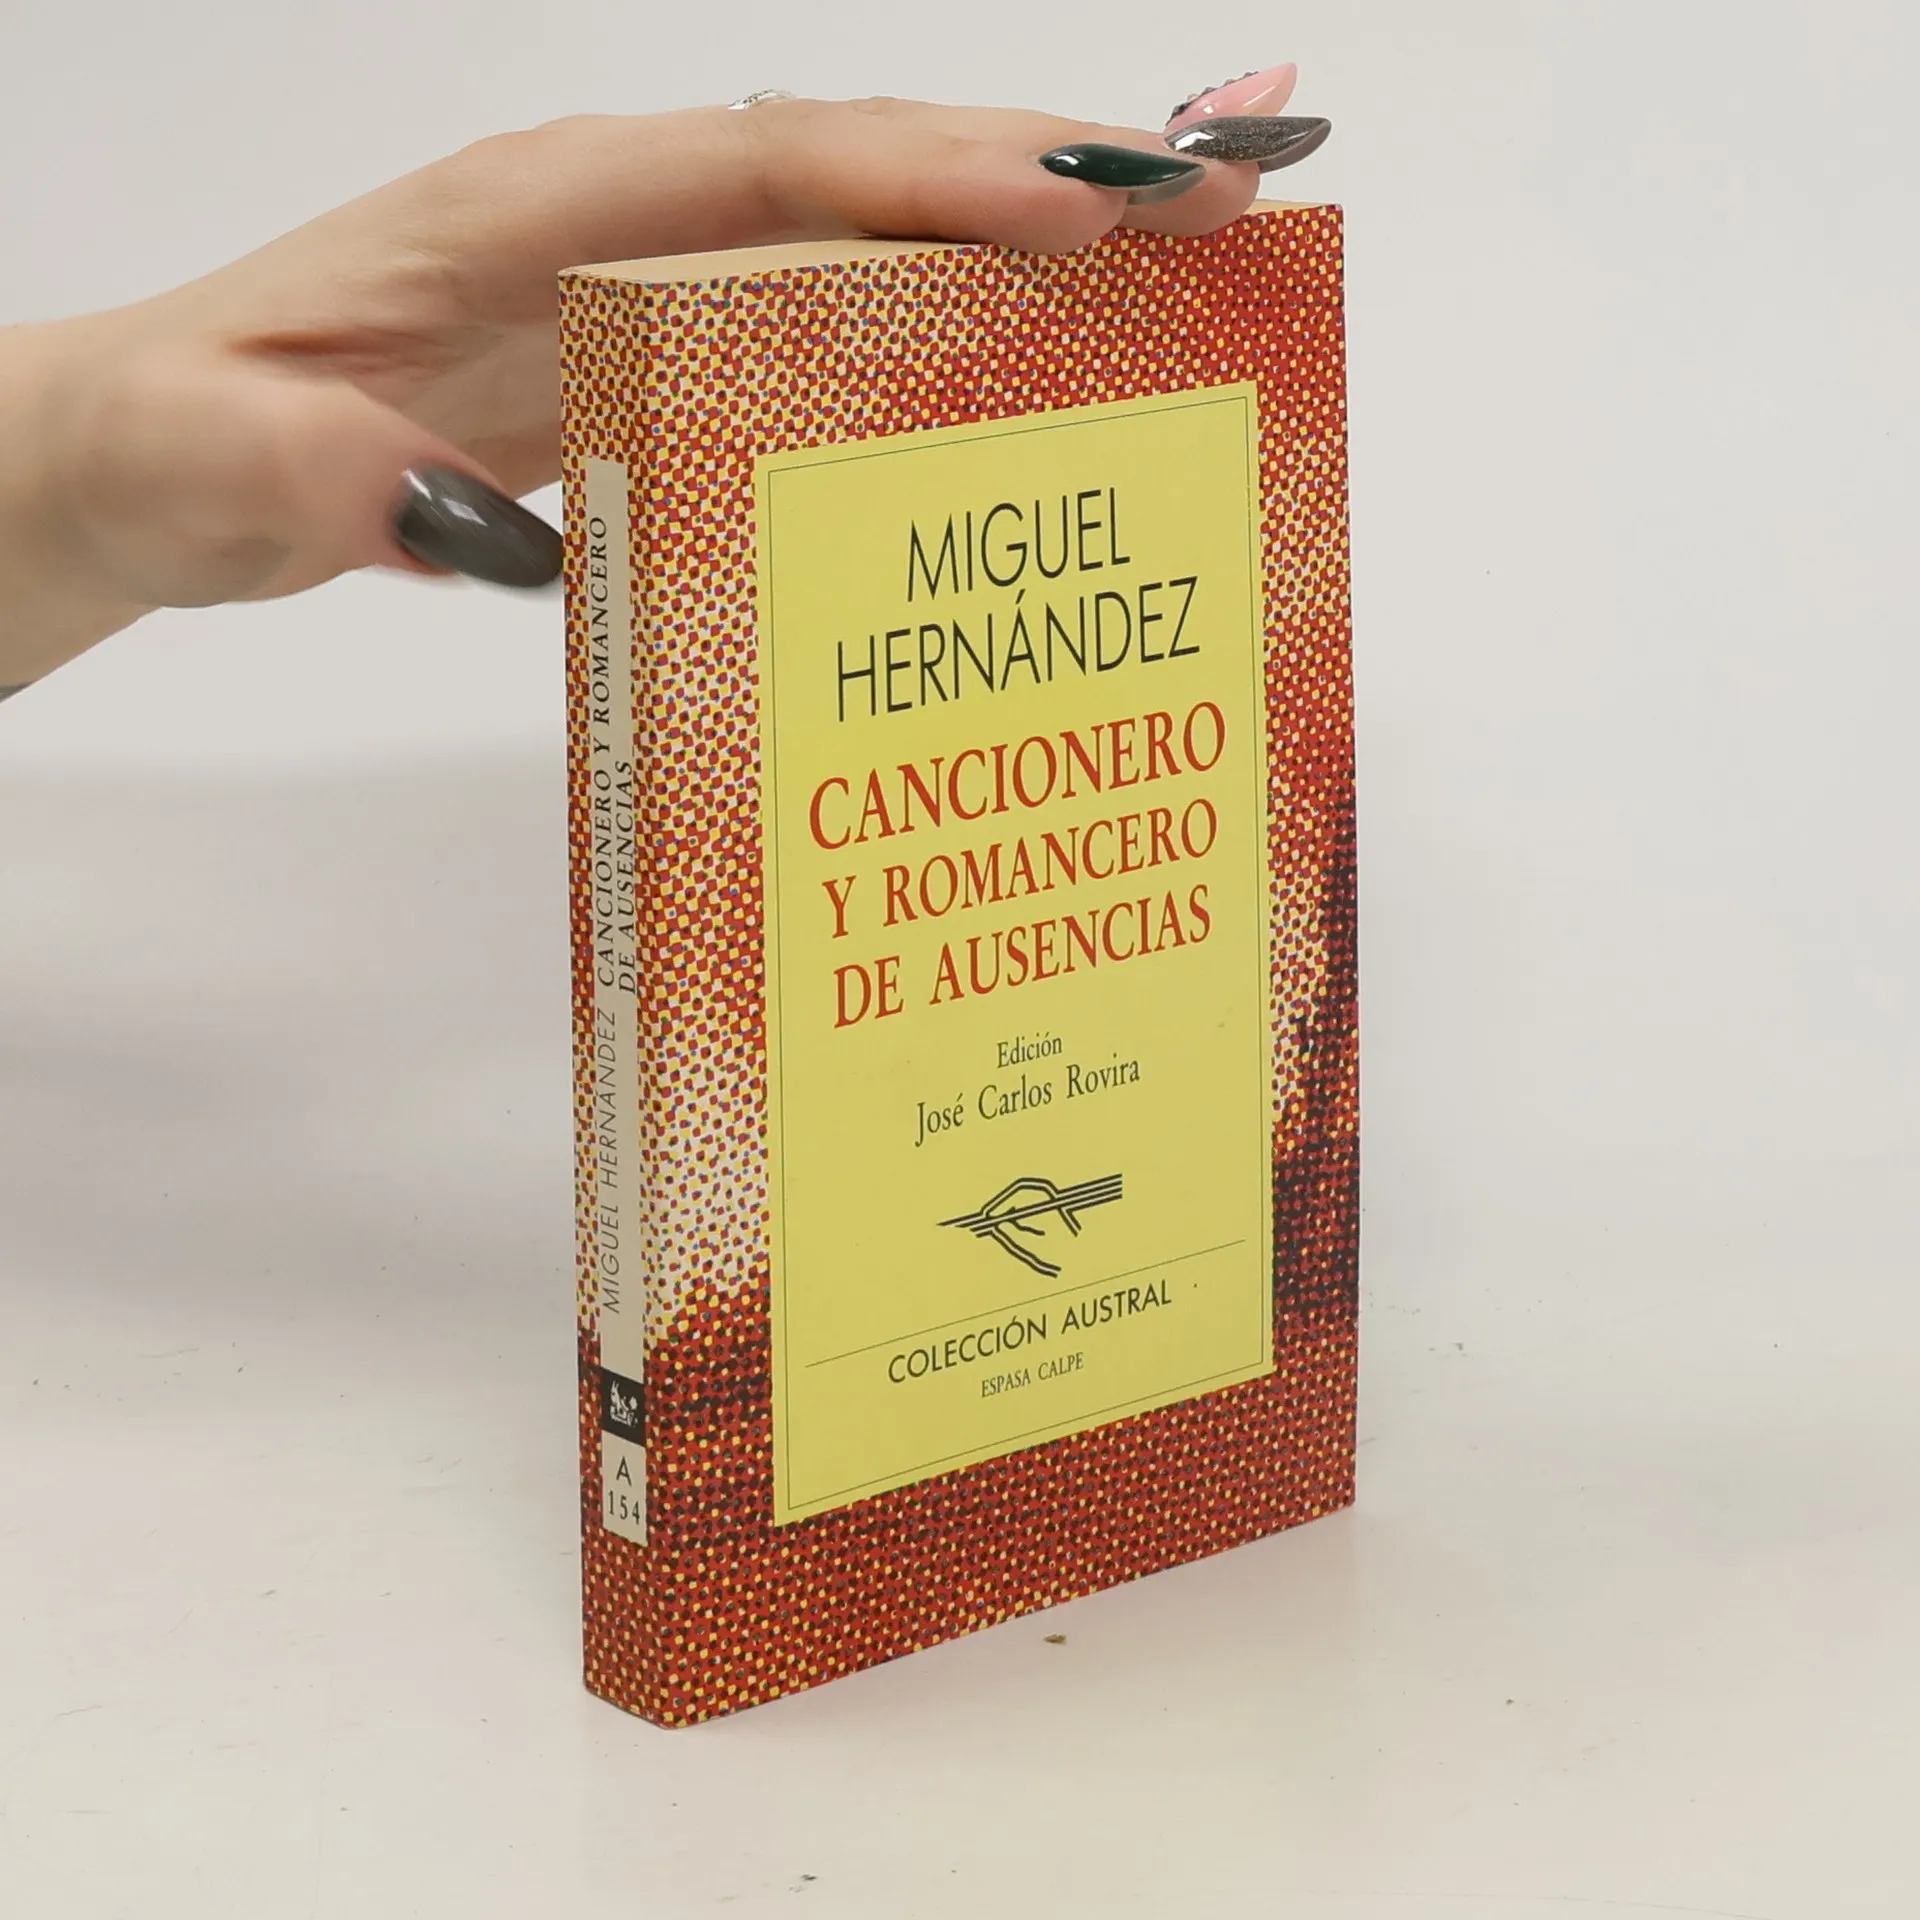 MIGUEL
HERNÁNDEZ
CANCIONERO
Y ROMANCERO
DE AUSENCIAS
Edición
José Carlos Rovira
COLECCIÓN AUSTRAL
ESPASA CALPE
MIGUEL HERNÁNDEZ CANCIONERO Y ROMANCERO
DE AUSENCIAS
A
154